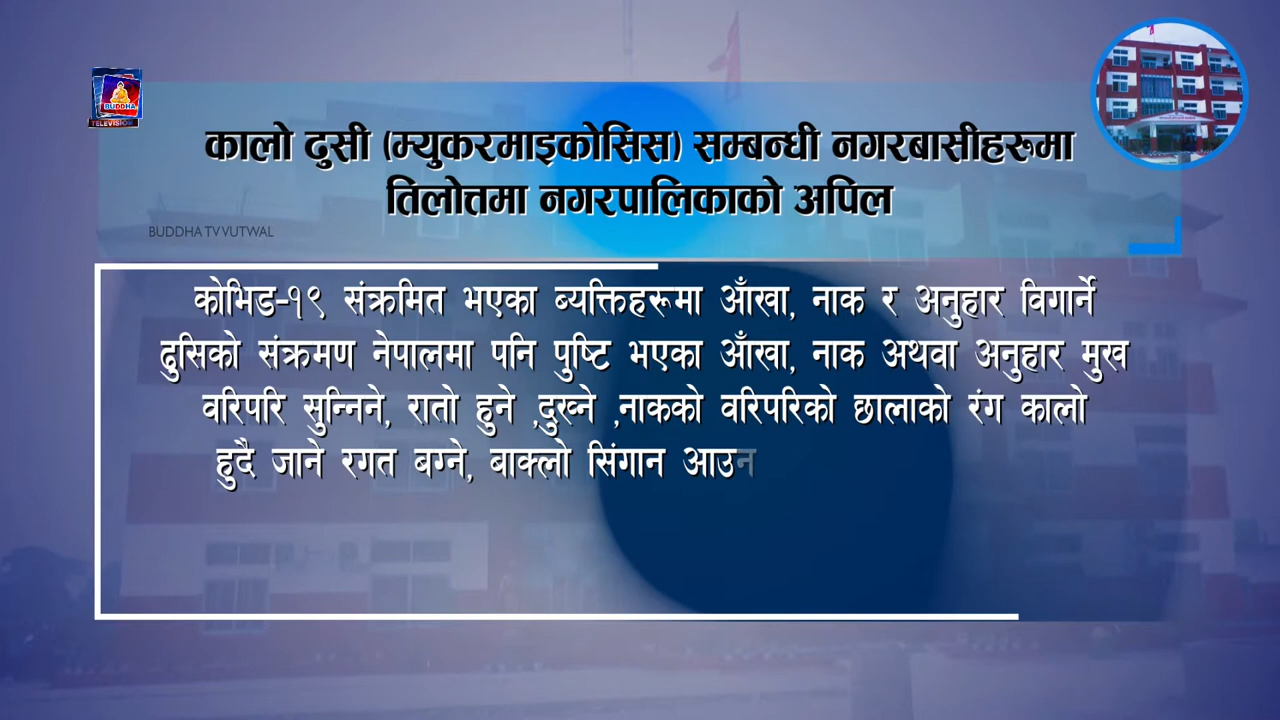 BUDDHA
TELEVISION
कालो ढुसी (म्युकरमाइकोसिस) सम्बन्धी नगरबासीहरुमा
तिलोत्तमा नगरपालिकाको अपिल
BUDDHA TV VUTWAL
कोभिड-१९ संक्रमित भएका ब्यक्तिहरूमा आँखा, नाक र अनुहार विगार्ने
ढुसिको संक्रमण नेपालमा पनि पुष्टि भएका आँखा, नाक अथवा अनुहार मुख
वरिपरि सुन्निने, रातो हुने ,दुख्ने ,नाकको वरिपरिको छालाको रंग कालो
हुदै जाने रगत बग्ने, बाक्लो सिंगान आउन